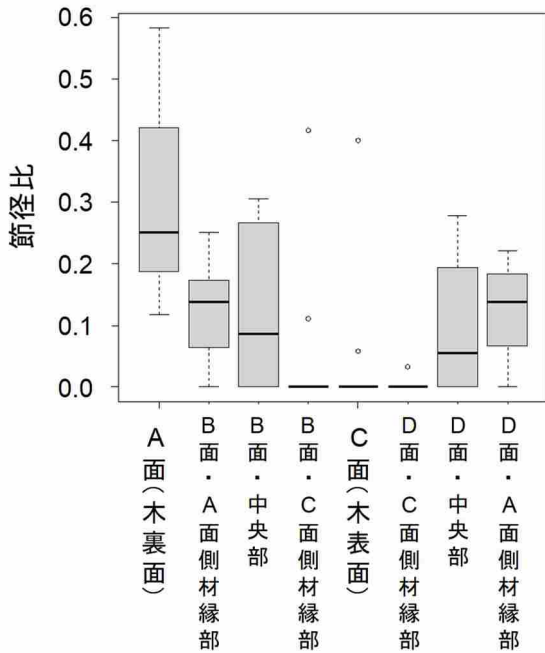 節径比
0.6
0.5
0.4
0.3
0.2
0.1
0.0
A面(木裏面)
B面・A面側材縁部
B面・中央部
B面・C面側材縁部
C面(木表面)
D面・C面側材縁部
D面・中央部
D面・A面側材縁部